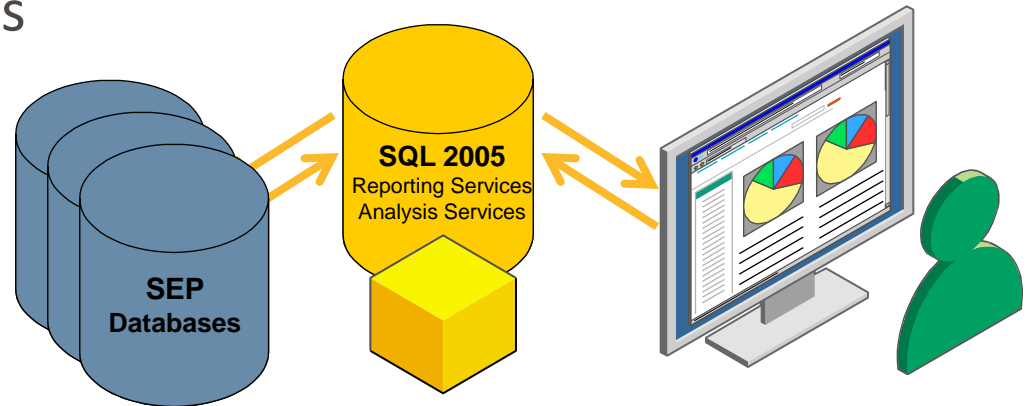 s
SQL 2005
Reporting Services
Analysis Services
SEP
Databases